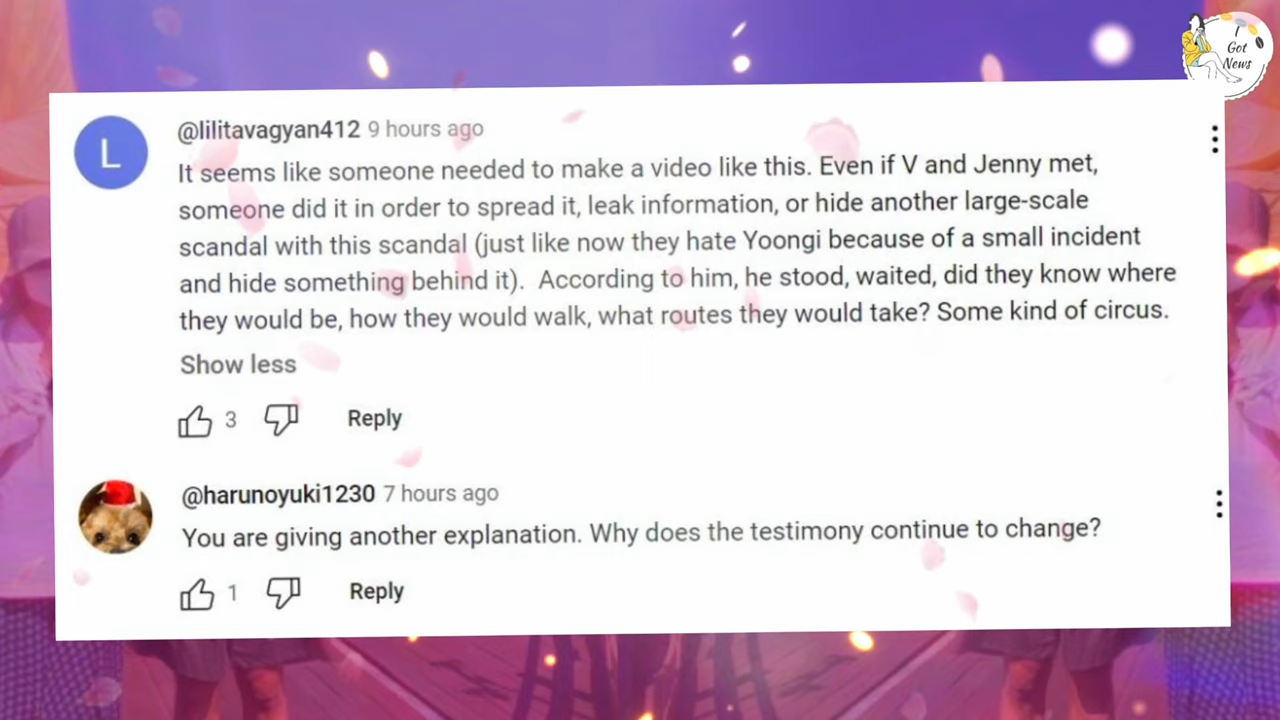 I
Got
News
L
@lilitavagyan412 9 hours ago
It seems like someone needed to make a video like this. Even if V and Jenny met,
someone did it in order to spread it, leak information, or hide another large-scale
scandal with this scandal (just like now they hate Yoongi because of a small incident
and hide something behind it).  According to him, he stood, waited, did they know where
they would be, how they would walk, what routes they would take? Some kind of circus.
Show less
3 Reply
@harunoyuki1230 7 hours ago
You are giving another explanation. Why does the testimony continue to change?
1 Reply